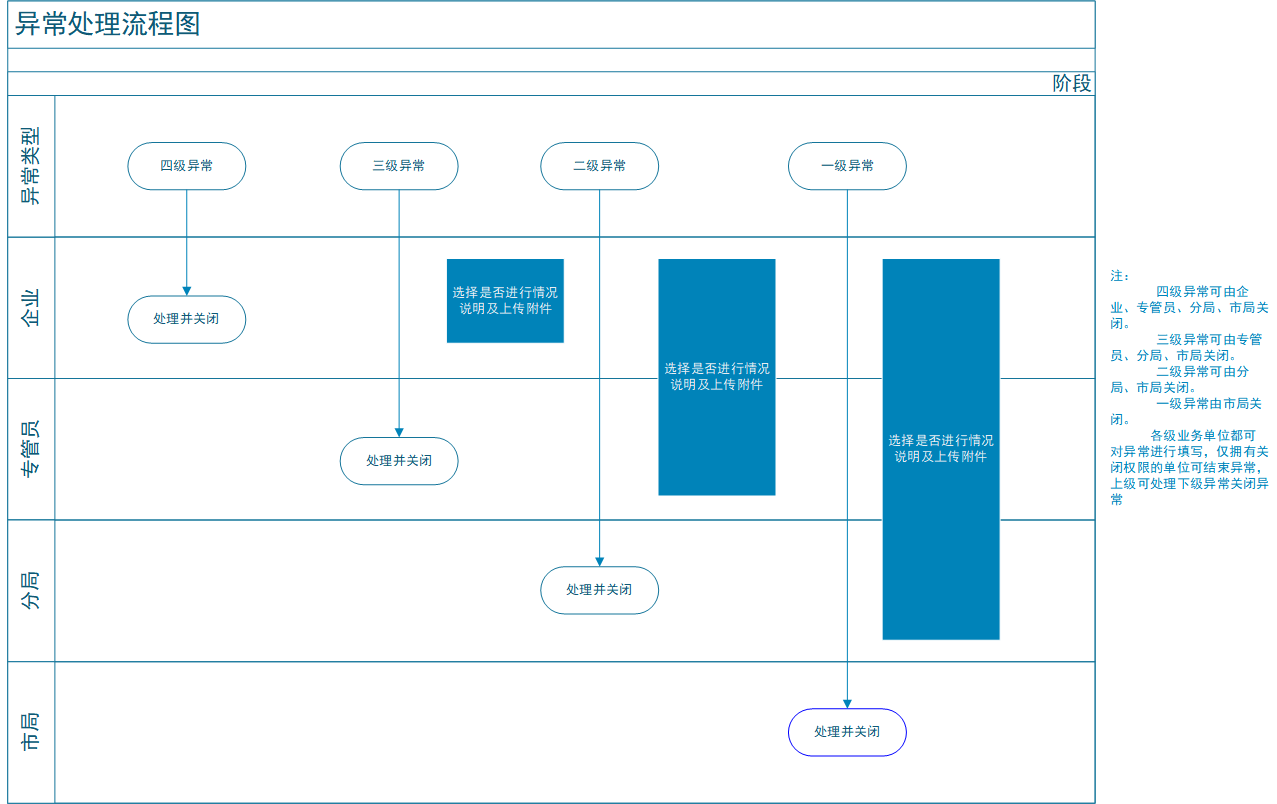 异常处理流程图
阶段
异常类型
四级异常
三级异常
二级异常
一级异常
企业
处理并关闭
选择是否进行情况
说明及上传附件
选择是否进行情况
说明及上传附件
选择是否进行情况
说明及上传附件
专管员
处理并关闭
分局
处理并关闭
市局
处理并关闭
注：
四级异常可由企
业、专管员、分局、市局关
闭。
三级异常可由专管
员、分局、市局关闭。
二级异常可由分
局、市局关闭。
一级异常由市局关
闭。
各级业务单位都可
对异常进行填写，仅拥有关
闭权限的单位可结束异常，
上级可处理下级异常关闭异
常